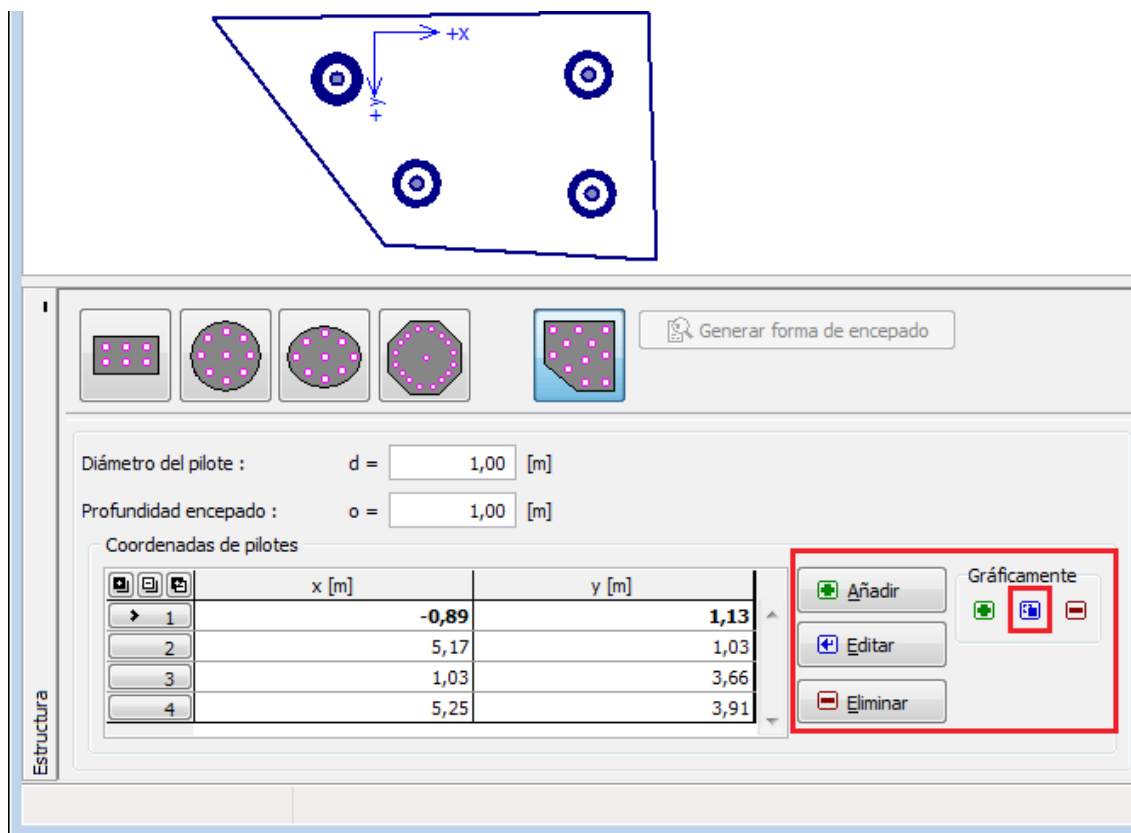 +x
+y
Generar forma de encepado
Diámetro del pilote : d = 1,00 [m]
Profundidad encepado : o = 1,00 [m]
Coordenadas de pilotes
x [m] y [m]
1 -0,89 1,13
2 5,17 1,03
3 1,03 3,66
4 5,25 3,91
Añadir
Editar
Eliminar
Gráficamente
Estructura